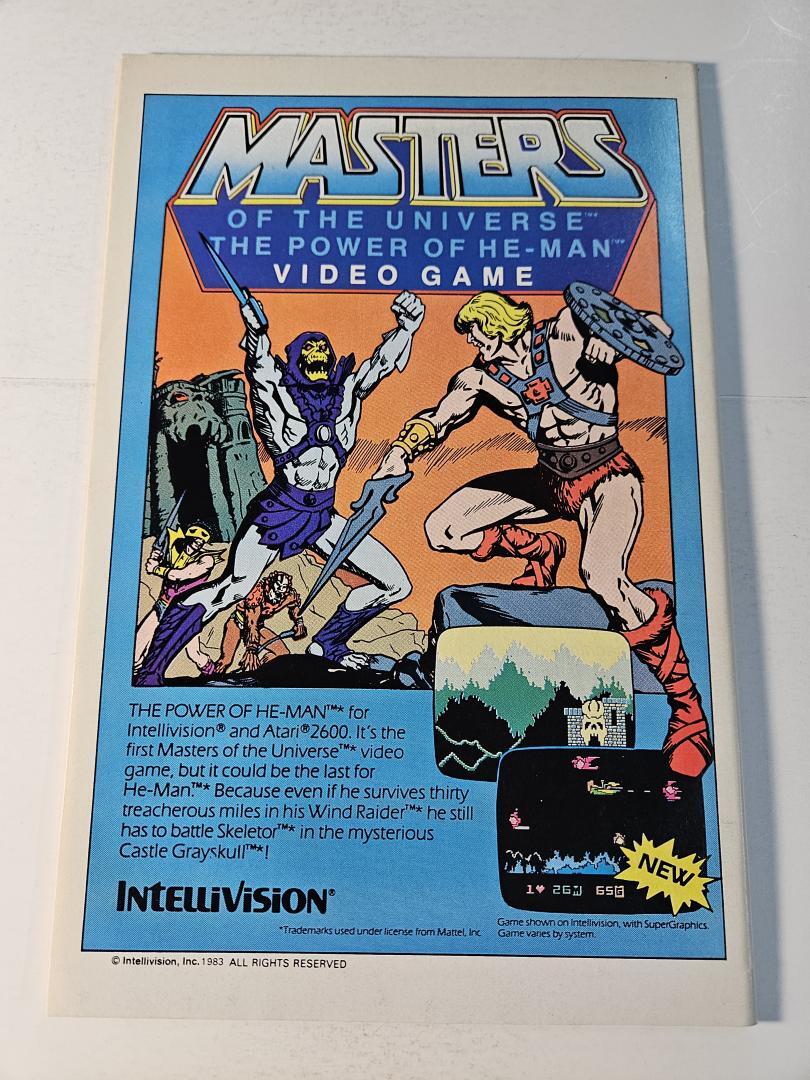 MASTERS
OF THE UNIVERSE™
THE POWER OF HE-MAN™
VIDEO GAME
THE POWER OF HE-MAN™* for
Intellivision® and Atari® 2600. It's the
first Masters of the Universe™* video
game, but it could be the last for
He-Man™* Because even if he survives thirty
treacherous miles in his Wind Raider™* he still
has to battle Skeletor™* in the mysterious
Castle Grayskull™*!
INTELLIVISION®
*Trademarks used under license from Mattel, Inc.
1♥ 26M 65G
NEW
Game shown on Intellivision, with SuperGraphics.
Game varies by system.
© Intellivision, Inc. 1983 ALL RIGHTS RESERVED